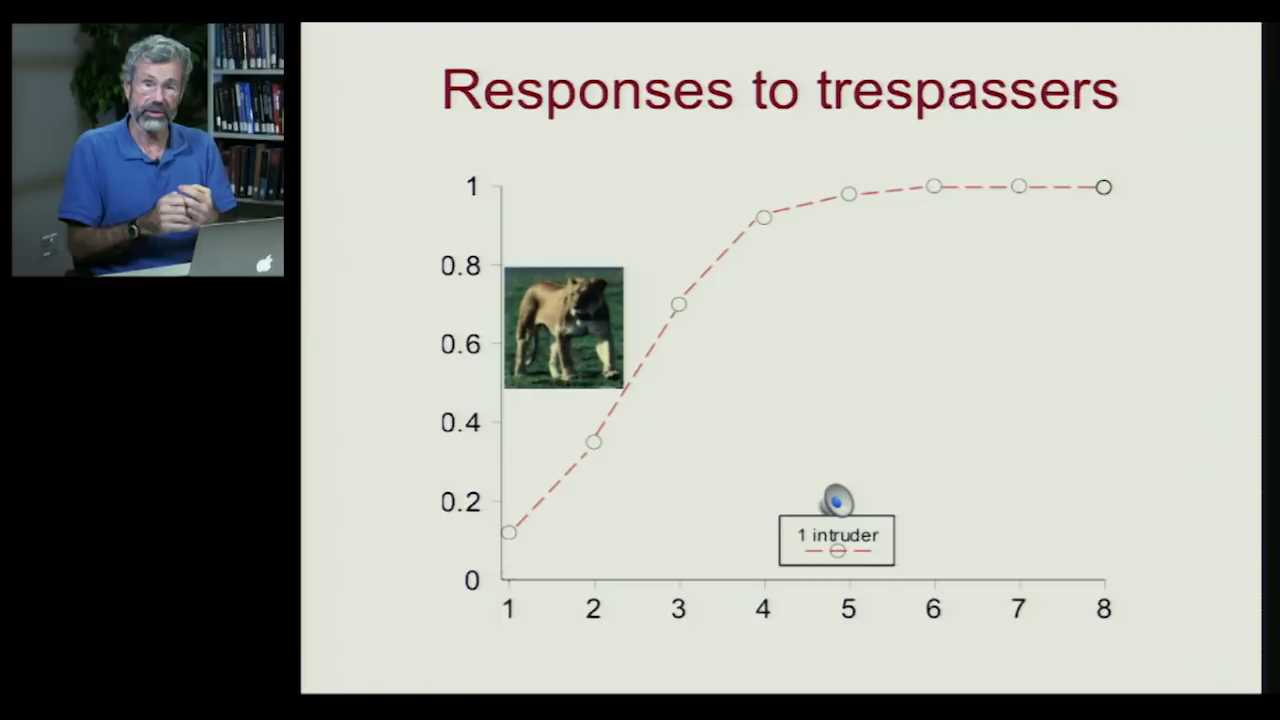 Responses to trespassers
1
0.8
0.6
0.4
0.2
0
1 intruder
1 2 3 4 5 6 7 8